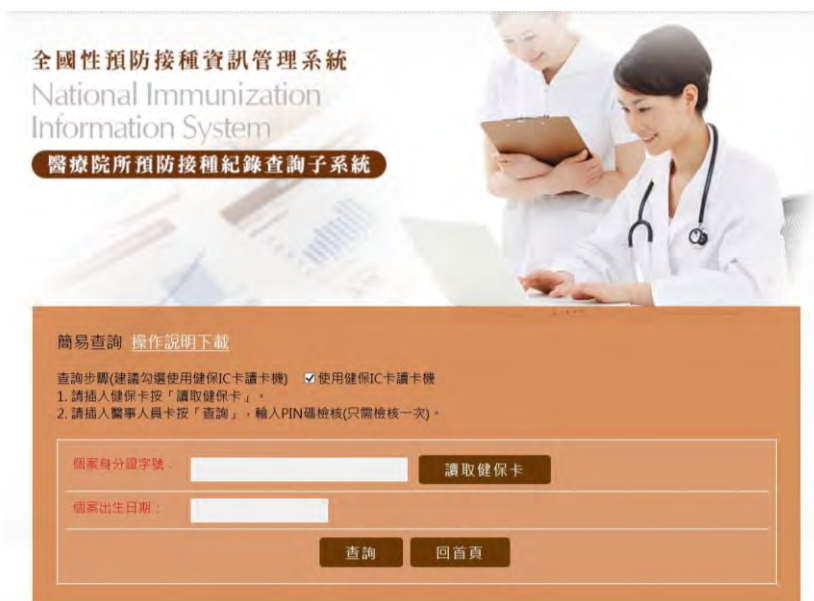 全國性預防接種資訊管理系統
National Immunization
Information System
醫療院所預防接種紀錄查詢子系統
簡易查詢 操作說明下載
查詢步驟(建議勾選使用健保IC卡讀卡機) 使用健保IC卡讀卡機
1. 請插入健保卡按「讀取健保卡」。
2. 請插入醫事人員卡按「查詢」，輸入PIN碼檢核(只需檢核一次)。
個案身分證字號：
讀取健保卡
個案出生日期：
查詢 回首頁